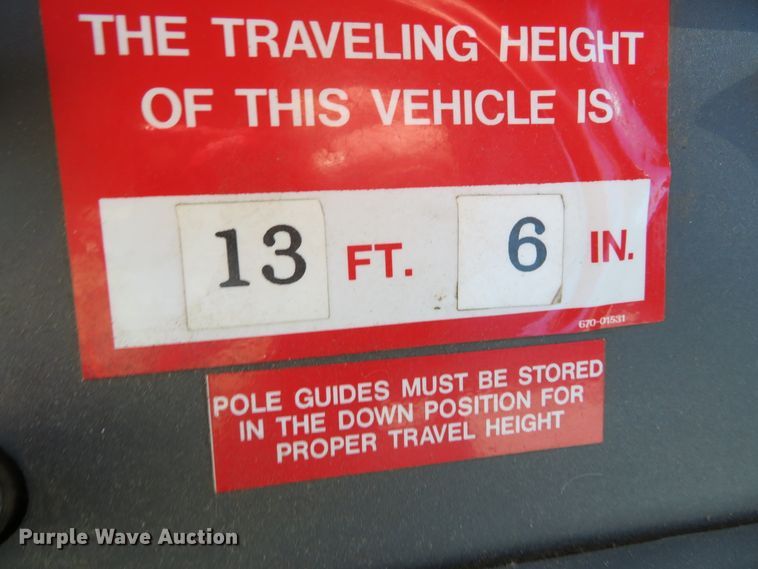 THE TRAVELING HEIGHT
OF THIS VEHICLE IS
13 FT. 6 IN.
670-01531
POLE GUIDES MUST BE STORED
IN THE DOWN POSITION FOR
PROPER TRAVEL HEIGHT
Purple Wave Auction